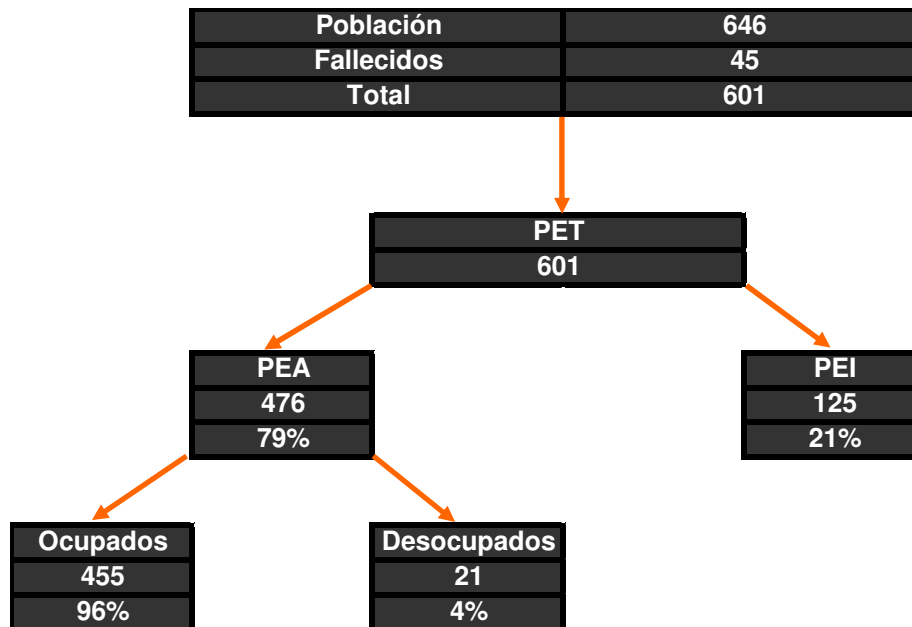 Población 646
Fallecidos 45
Total 601
PET
601
PEA PEI
476 125
79% 21%
Ocupados Desocupados
455 21
96% 4%